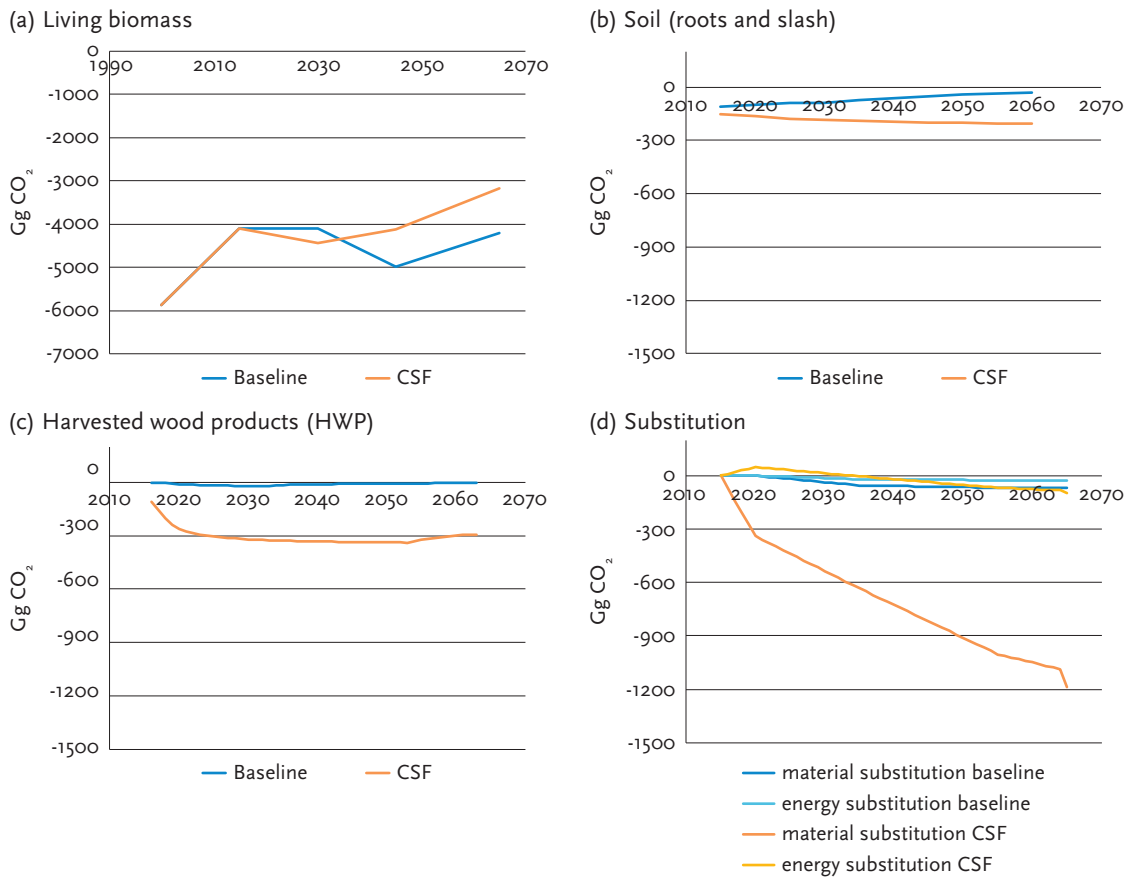 (a) Living biomass
0
1990 2010 2030 2050 2070
-1000
-2000
-3000
-4000
-5000
-6000
-7000
Gg CO₂
Baseline CSF
(b) Soil (roots and slash)
0
2010 2020 2030 2040 2050 2060 2070
-300
-600
-900
-1200
-1500
Gg CO₂
Baseline CSF
(c) Harvested wood products (HWP)
0
2010 2020 2030 2040 2050 2060 2070
-300
-600
-900
-1200
-1500
Gg CO₂
Baseline CSF
(d) Substitution
0
2010 2020 2030 2040 2050 2060 2070
-300
-600
-900
-1200
-1500
Gg CO₂
material substitution baseline
energy substitution baseline
material substitution CSF
energy substitution CSF